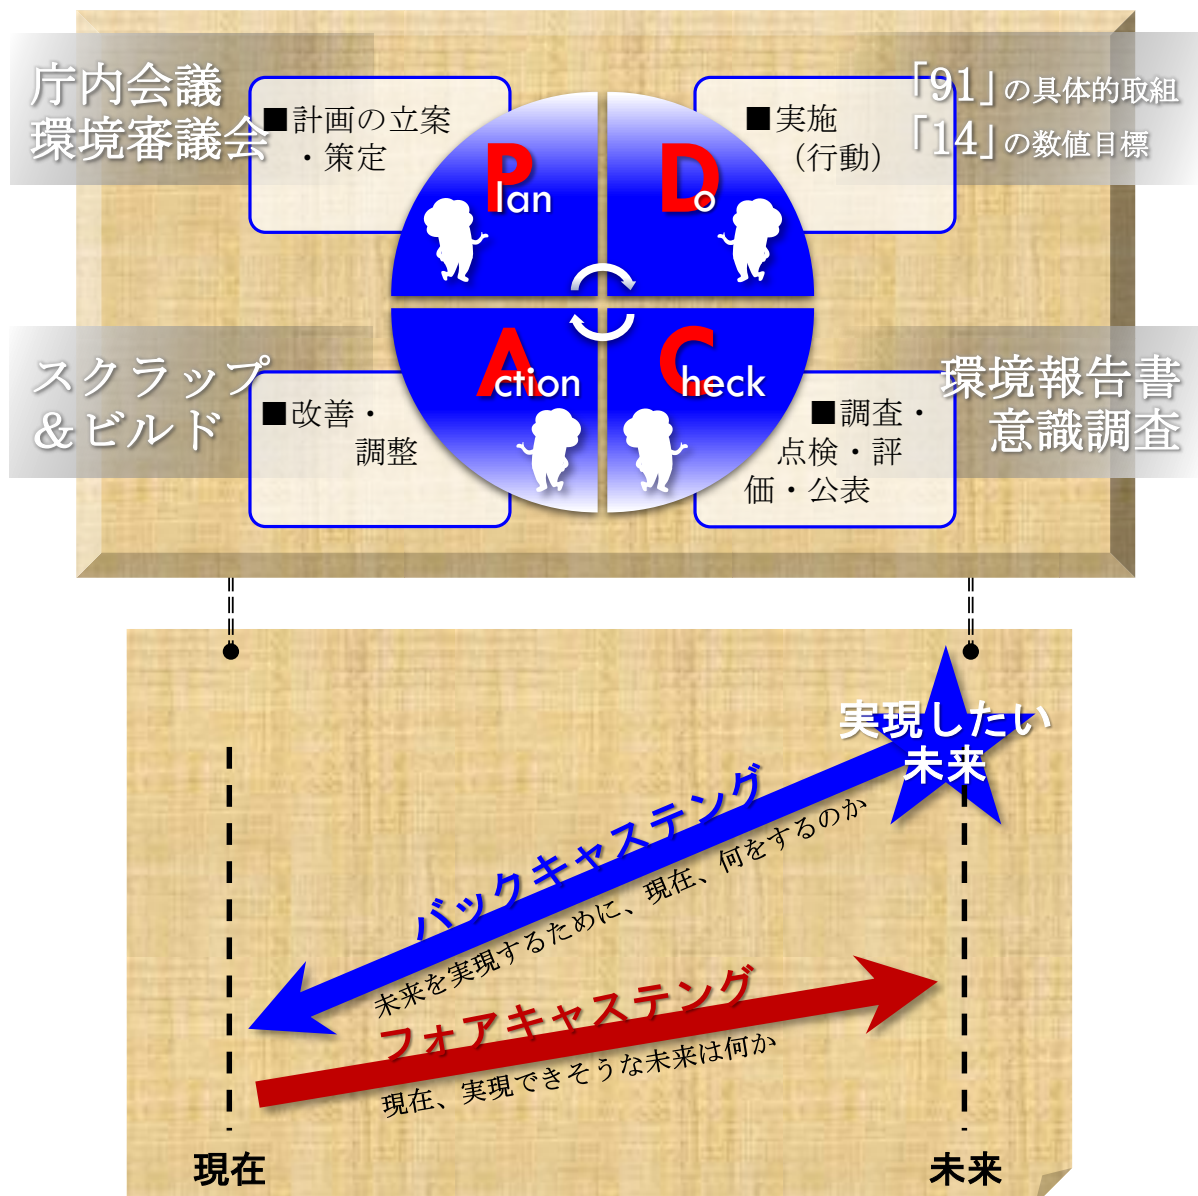 庁内会議
環境審議会
■計画の立案
・策定
Plan
■実施
（行動）
Do
「91」の具体的取組
「14」の数値目標
スクラップ
＆ビルド
■改善・
調整
Action
Check
■調査・
点検・評
価・公表
環境報告書
意識調査
実現したい
未来
バックキャステング
未来を実現するために、現在、何をするのか
フォアキャステング
現在、実現できそうな未来は何か
現在
未来